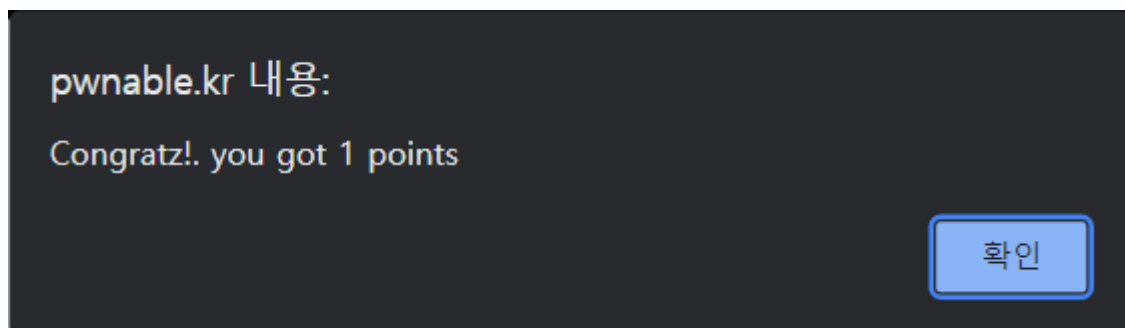 pwnable.kr 내용:
Congratz!. you got 1 points
확인